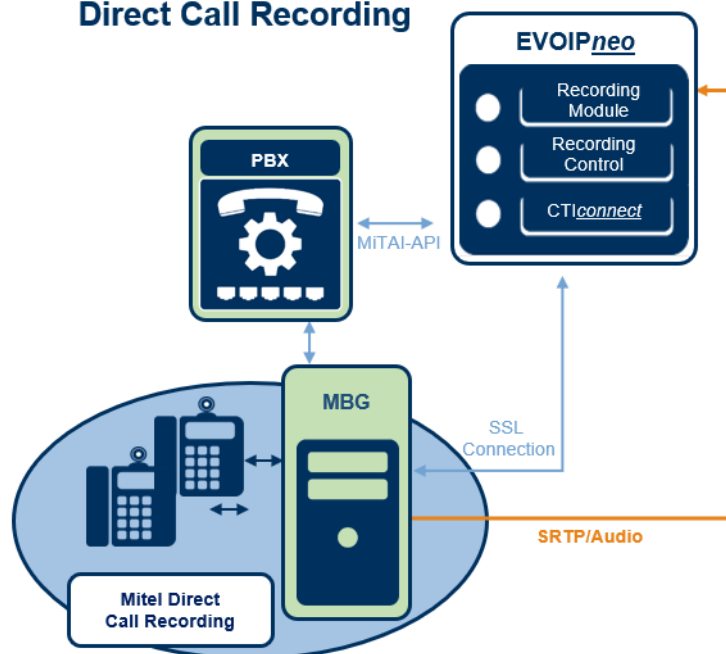 Direct Call Recording
EVOIPneo
Recording
Module
Recording
Control
CTIconnect
PBX
MiTAI-API
MBG
SSL
Connection
SRTP/Audio
Mitel Direct
Call Recording